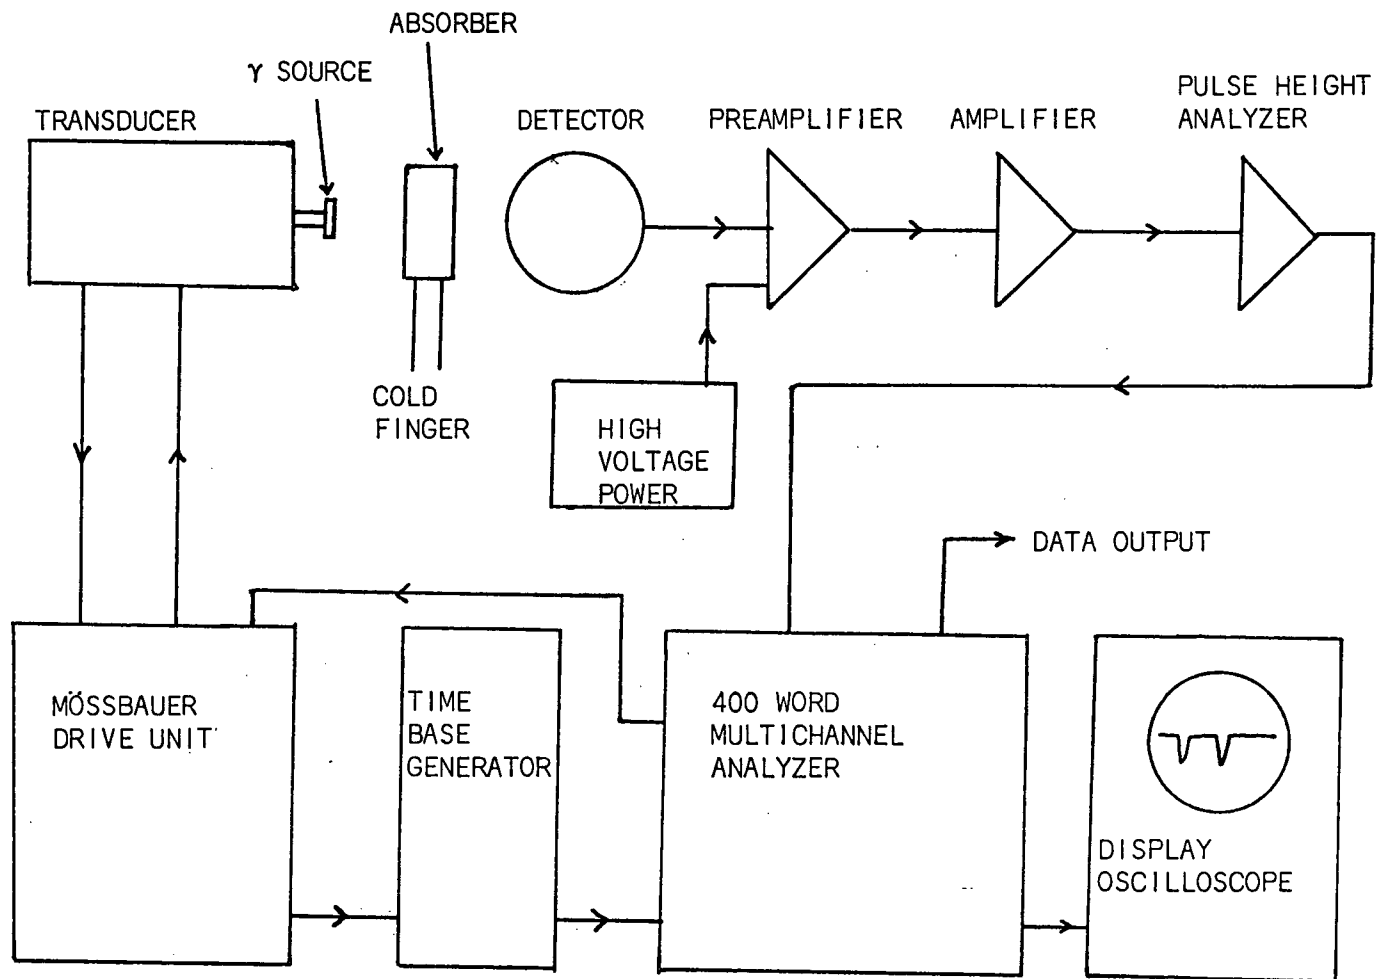 ABSORBER
γ SOURCE
TRANSDUCER
DETECTOR
PREAMPLIFIER
AMPLIFIER
PULSE HEIGHT
ANALYZER
COLD
FINGER
HIGH
VOLTAGE
POWER
DATA OUTPUT
MÖSSBAUER
DRIVE UNIT
TIME
BASE
GENERATOR
400 WORD
MULTICHANNEL
ANALYZER
DISPLAY
OSCILLOSCOPE